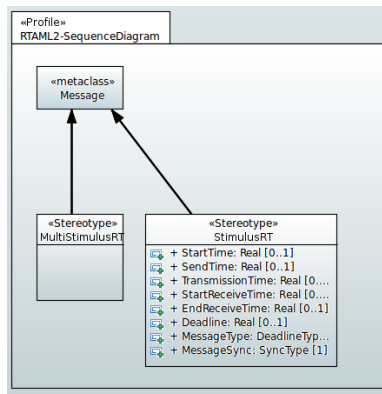 «Profile»
RTAML2-SequenceDiagram
«metaclass»
Message
«Stereotype»
MultiStimulusRT
«Stereotype»
StimulusRT
+ StartTime: Real [0..1]
+ SendTime: Real [0..1]
+ TransmissionTime: Real [0....
+ StartReceiveTime: Real [0...
+ EndReceiveTime: Real [0..1]
+ Deadline: Real [0..1]
+ MessageType: DeadlineTyp...
+ MessageSync: SyncType [1]